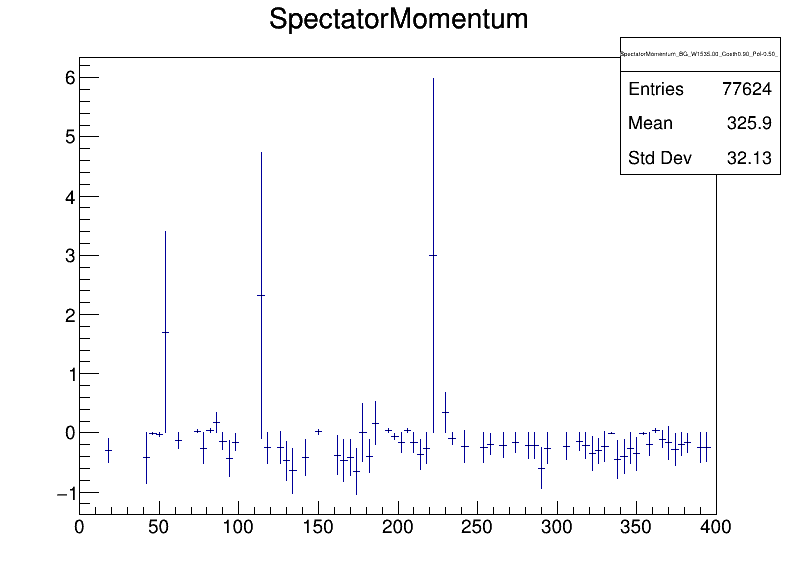 SpectatorMomentum
SpectatorMomentum_BG_W1535.00_Costh0.90_Pol-0.50_
Entries 77624
Mean 325.9
Std Dev 32.13
6
5
4
3
2
1
0
−1
0 50 100 150 200 250 300 350 400